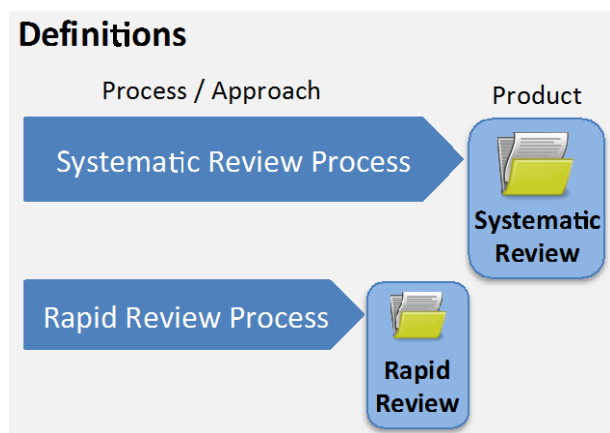 Definitions
Process / Approach
Product
Systematic Review Process
Systematic
Review
Rapid Review Process
Rapid
Review